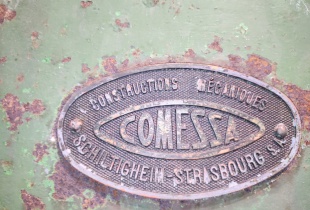 CONSTRUCTIONS MÉCANIQUES
COMESSA
SCHILTIGHEIM-STRASBOURG S.A.